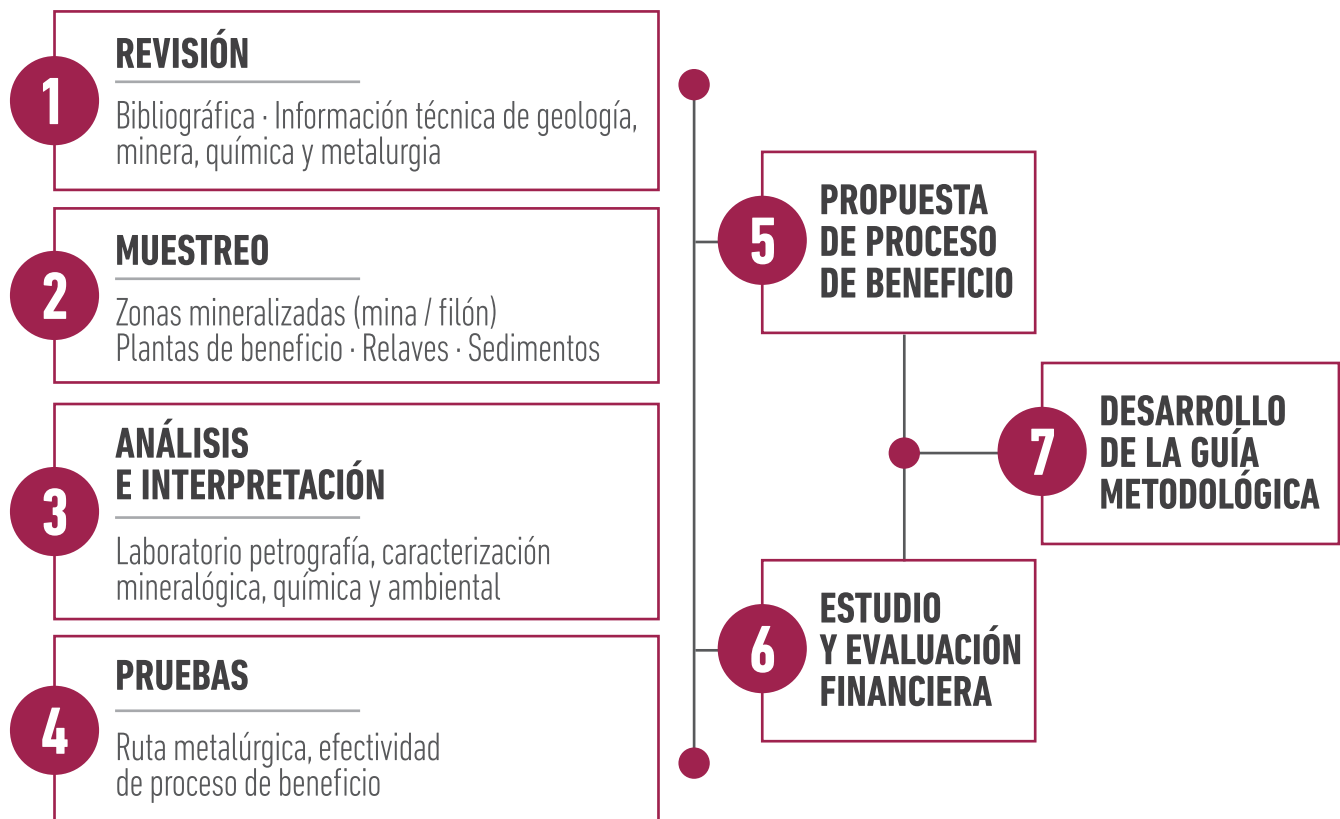 1
REVISIÓN
Bibliográfica · Información técnica de geología,
minera, química y metalurgia
2
MUESTREO
Zonas mineralizadas (mina / filón)
Plantas de beneficio · Relaves · Sedimentos
3
ANÁLISIS
E INTERPRETACIÓN
Laboratorio petrografía, caracterización
mineralógica, química y ambiental
4
PRUEBAS
Ruta metalúrgica, efectividad
de proceso de beneficio
5
PROPUESTA
DE PROCESO
DE BENEFICIO
6
ESTUDIO
Y EVALUACIÓN
FINANCIERA
7
DESARROLLO
DE LA GUÍA
METODOLÓGICA